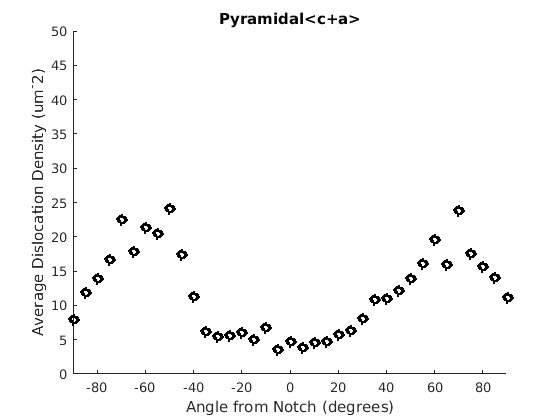 Pyramidal<c+a>
50
45
40
35
30
25
20
15
10
5
0
Average Dislocation Density (um-2)
-80 -60 -40 -20 0 20 40 60 80
Angle from Notch (degrees)